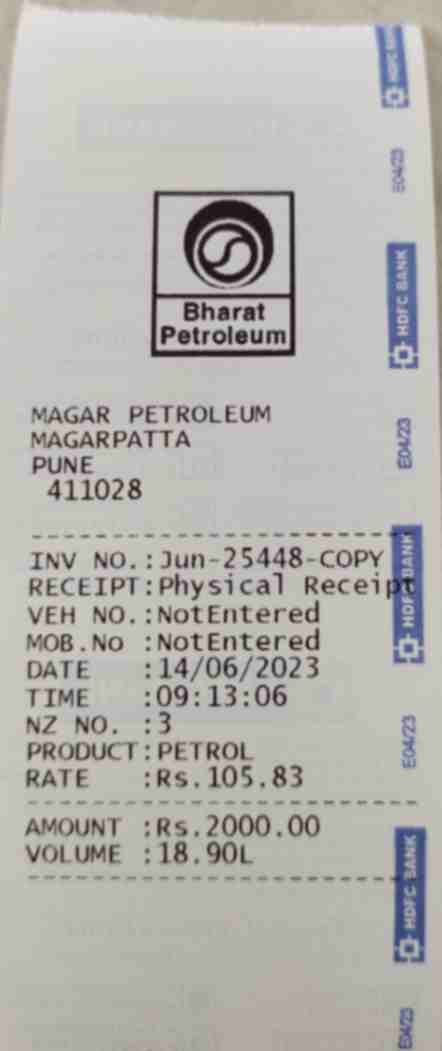 Bharat
Petroleum
MAGAR PETROLEUM
MAGARPATTA
PUNE
411028
INV NO.:Jun-25448-COPY
RECEIPT:Physical Receipt
VEH NO.:NotEntered
MOB.No :NotEntered
DATE :14/06/2023
TIME :09:13:06
NZ NO. :3
PRODUCT:PETROL
RATE :Rs.105.83
AMOUNT :Rs.2000.00
VOLUME :18.90L
HDFC BANK
E04/23
HDFC BANK
E04/23
HDFC BANK
E04/23
HDFC BANK
E04/23